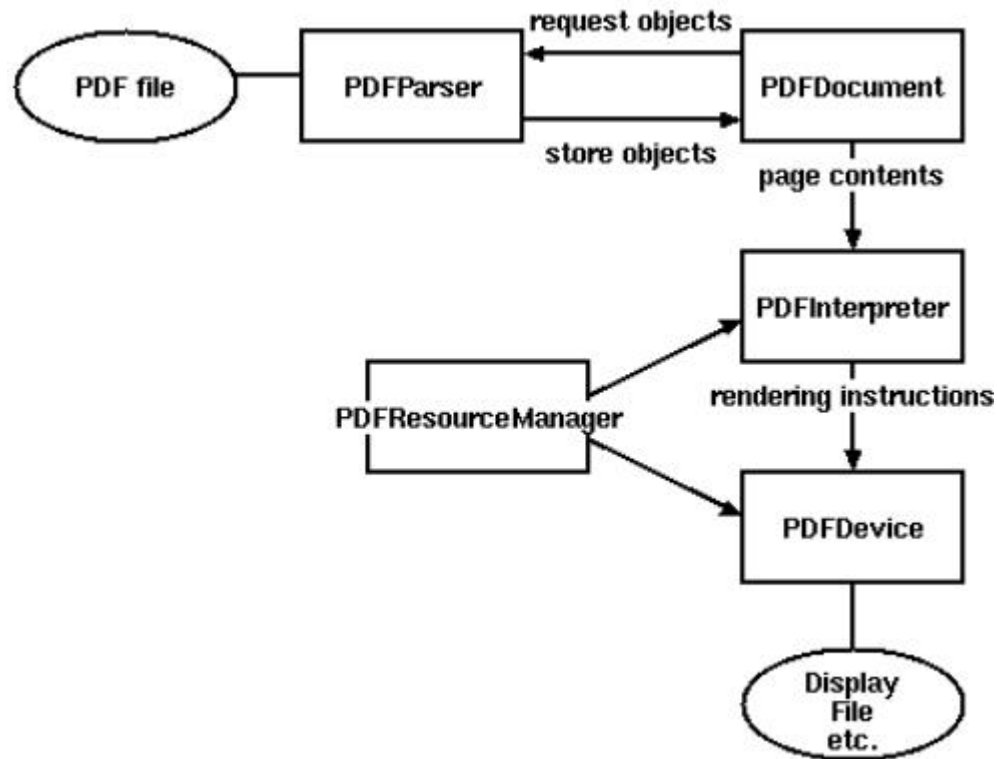 request objects
PDF file
PDFParser
PDFDocument
store objects
page contents
PDFInterpreter
PDFResourceManager
rendering instructions
PDFDevice
Display
File
etc.